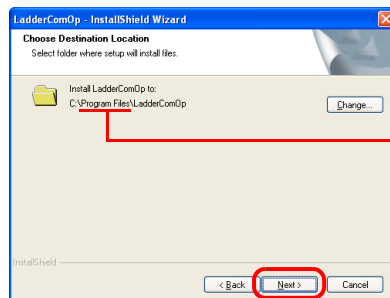 LadderComOp - InstallShield Wizard
Choose Destination Location
Select folder where setup will install files.
Install LadderComOp to:
C:\Program Files\LadderComOp
Change...
InstallShield
< Back
Next >
Cancel